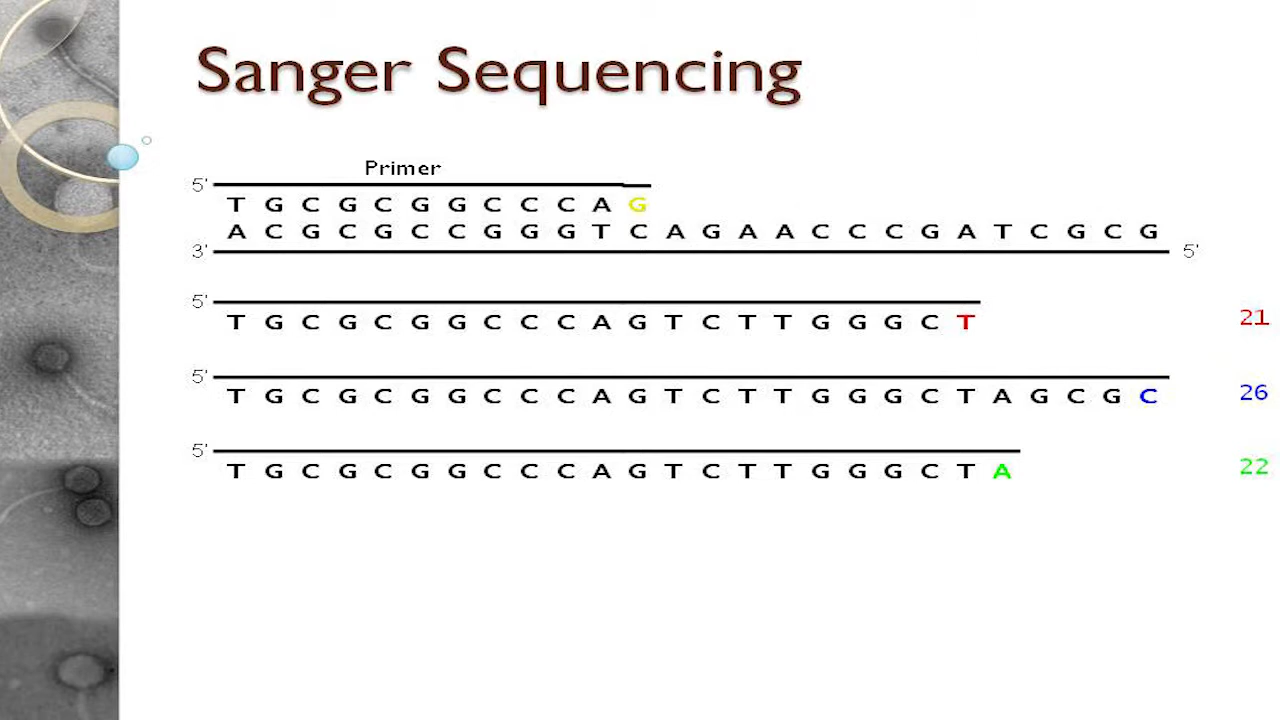 Sanger Sequencing
Primer
5'
T G C G C G G C C C A G
A C G C G C C G G G T C A G A A C C C G A T C G C G
3' 5'
5'
T G C G C G G C C C A G T C T T G G G C T 21
5'
T G C G C G G C C C A G T C T T G G G C T A G C G C 26
5'
T G C G C G G C C C A G T C T T G G G C T A 22